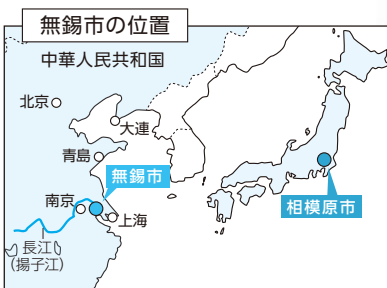 無錫市の位置
中華人民共和国
北京
大連
青島
無錫市
南京
上海
相模原市
長江
(揚子江)